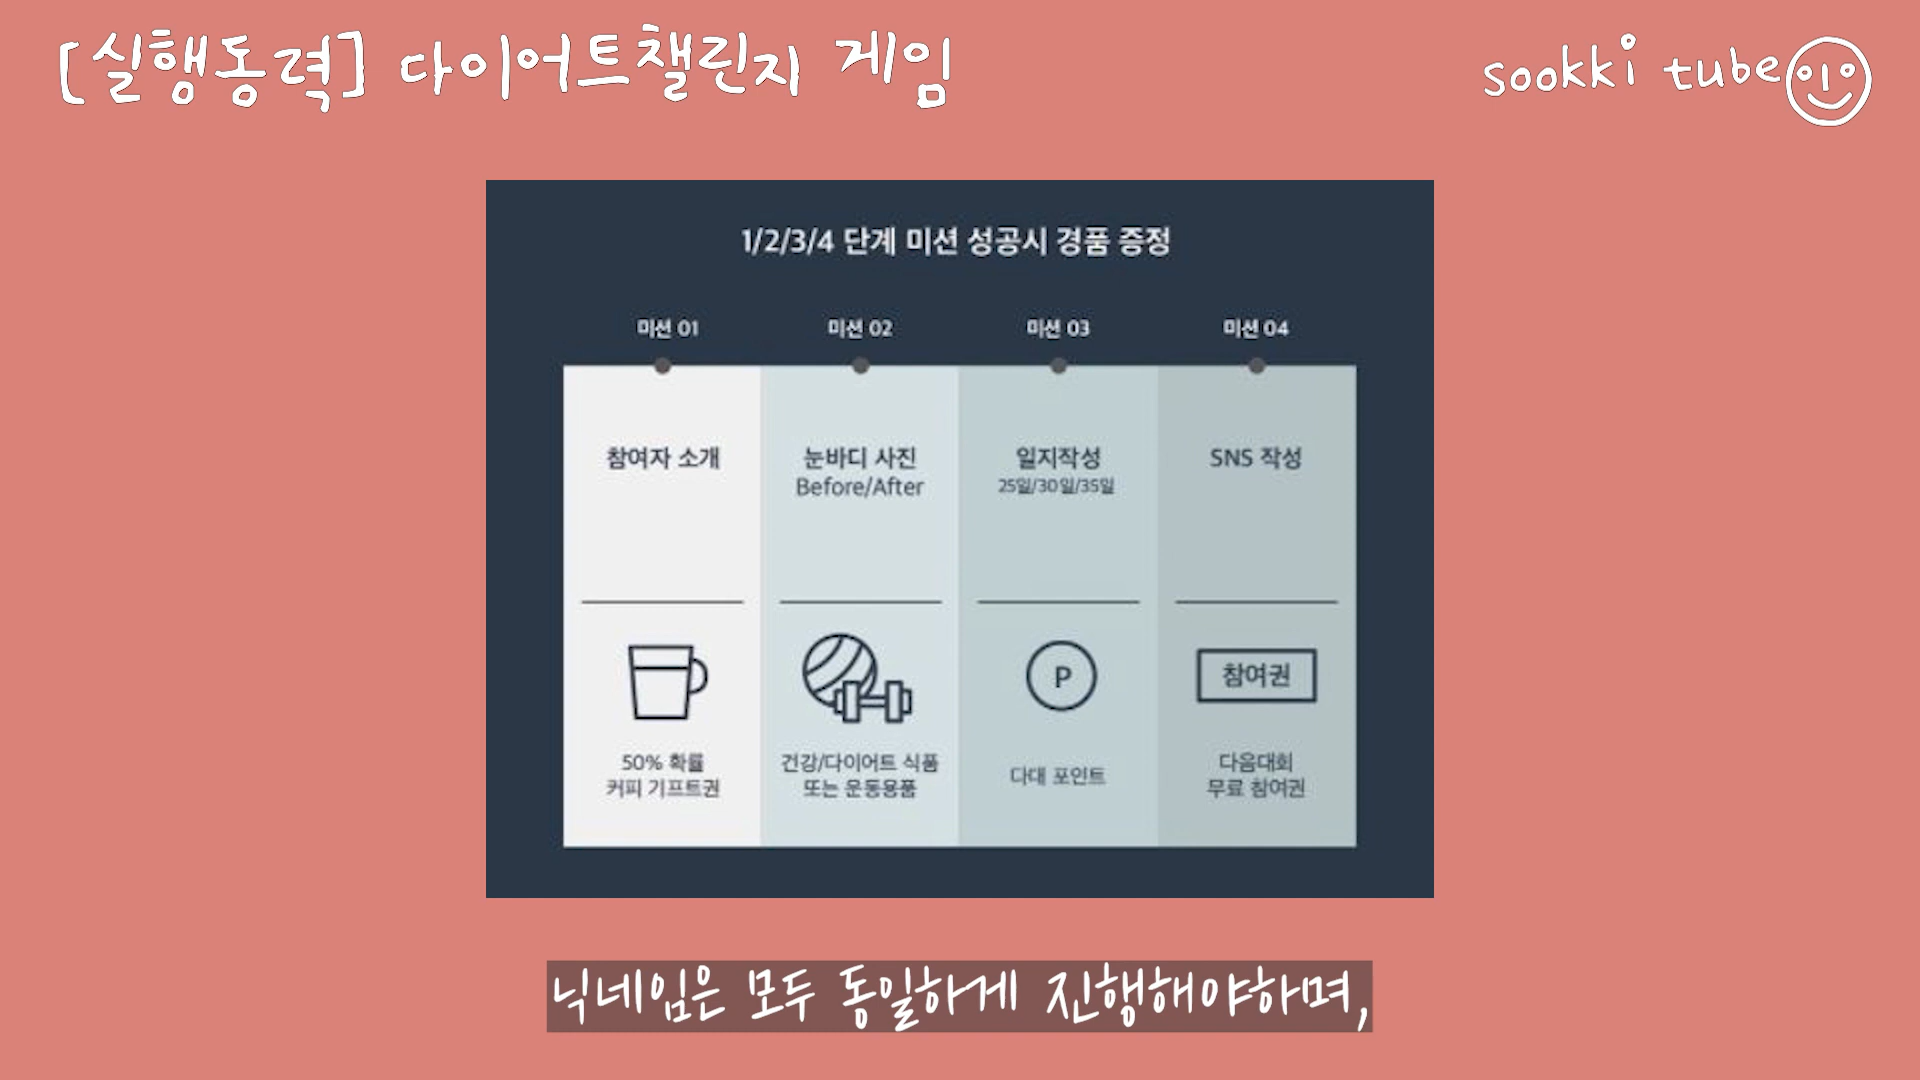 [실행동력] 다이어트챌린지 게임
sookki tube
1/2/3/4 단계 미션 성공시 경품 증정
미션 01
미션 02
미션 03
미션 04
참여자 소개
눈바디 사진
Before/After
일지작성
25일/30일/35일
SNS 작성
P
참여권
50% 확률
커피 기프트권
건강/다이어트 식품
또는 운동용품
다대 포인트
다음대회
무료 참여권
닉네임은 모두 동일하게 진행해야하며,